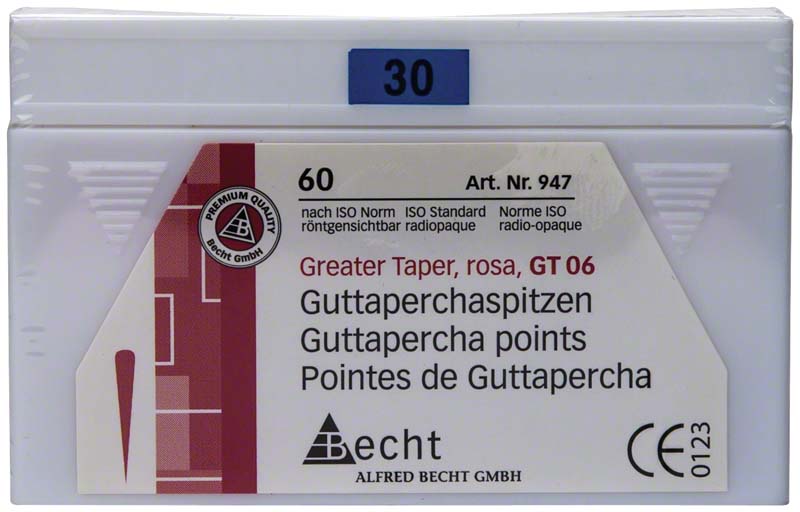 30
60 Art. Nr. 947
nach ISO Norm ISO Standard Norme ISO
röntgensichtbar radiopaque radio-opaque
PREMIUM QUALITY
B
Becht GmbH
Greater Taper, rosa, GT 06
Guttaperchaspitzen
Guttapercha points
Pointes de Guttapercha
Becht
ALFRED BECHT GMBH
CE 0123